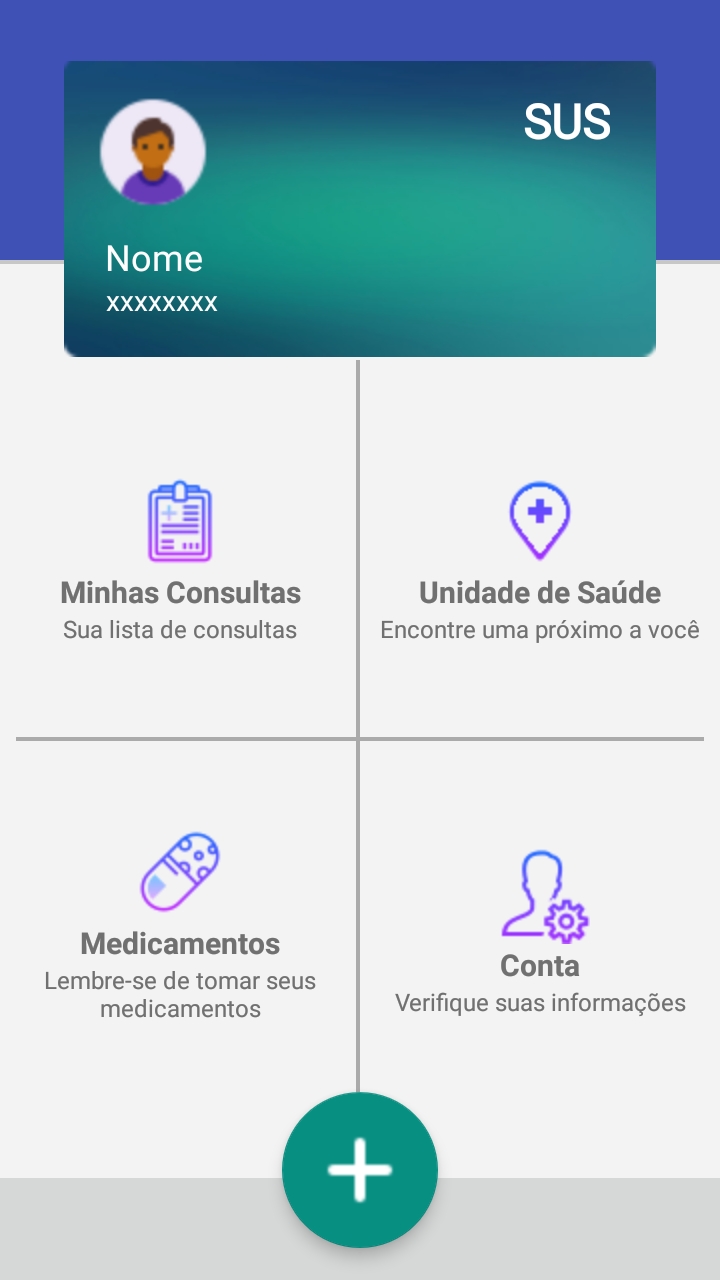 SUS
Nome
xxxxxxxx
Minhas Consultas
Sua lista de consultas
Unidade de Saúde
Encontre uma próximo a você
Medicamentos
Lembre-se de tomar seus
medicamentos
Conta
Verifique suas informações